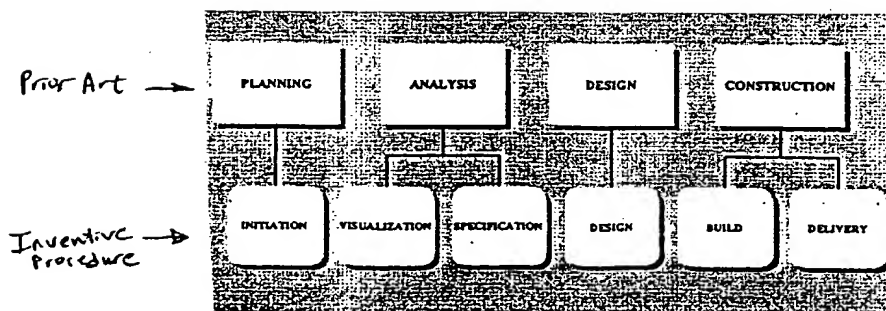 Prior Art
PLANNING
ANALYSIS
DESIGN
CONSTRUCTION
Inventive
Procedure
INITIATION
VISUALIZATION
SPECIFICATION
DESIGN
BUILD
DELIVERY